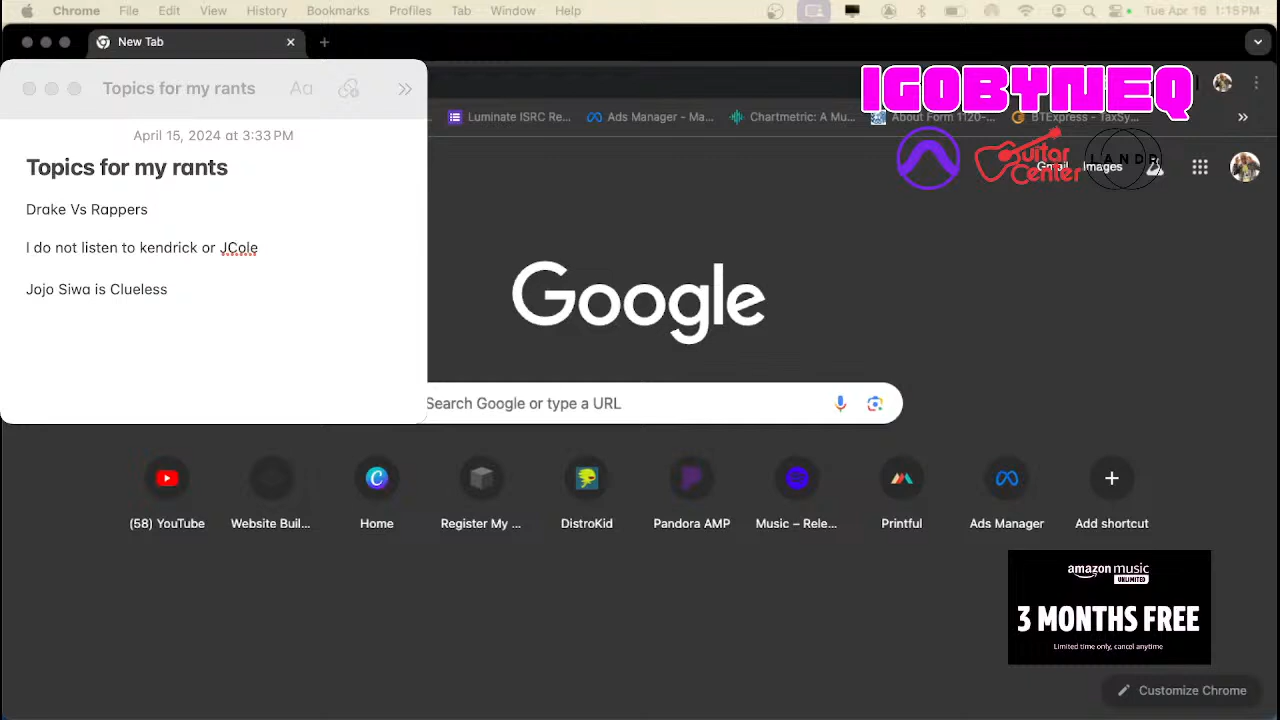 Chrome File Edit View History Bookmarks Profiles Tab Window Help Tue Apr 16 1:15 PM
New Tab
Topics for my rants Aa
IGOBYNEQ
Luminate ISRC Re... Ads Manager - Ma... Chartmetric: A Mu... About Form 1120-... BTExpress - TaxSy...
April 15, 2024 at 3:33 PM
Topics for my rants
Guitar Center LANDR
Gmail Images
Drake Vs Rappers
I do not listen to kendrick or JCole
Jojo Siwa is Clueless
Google
Search Google or type a URL
(58) YouTube Website Buil... Home Register My ... DistroKid Pandora AMP Music – Rele... Printful Ads Manager Add shortcut
amazon music
UNLIMITED
3 MONTHS FREE
Limited time only, cancel anytime
Customize Chrome